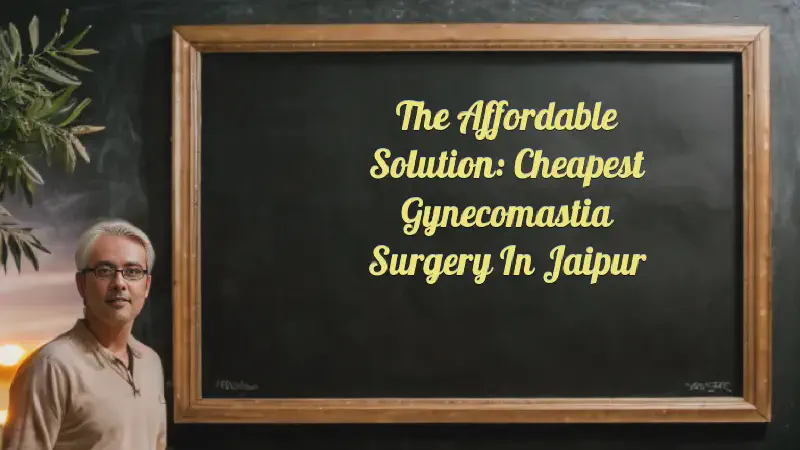 The Affordable
Solution: Cheapest
Gynecomastia
Surgery In Jaipur